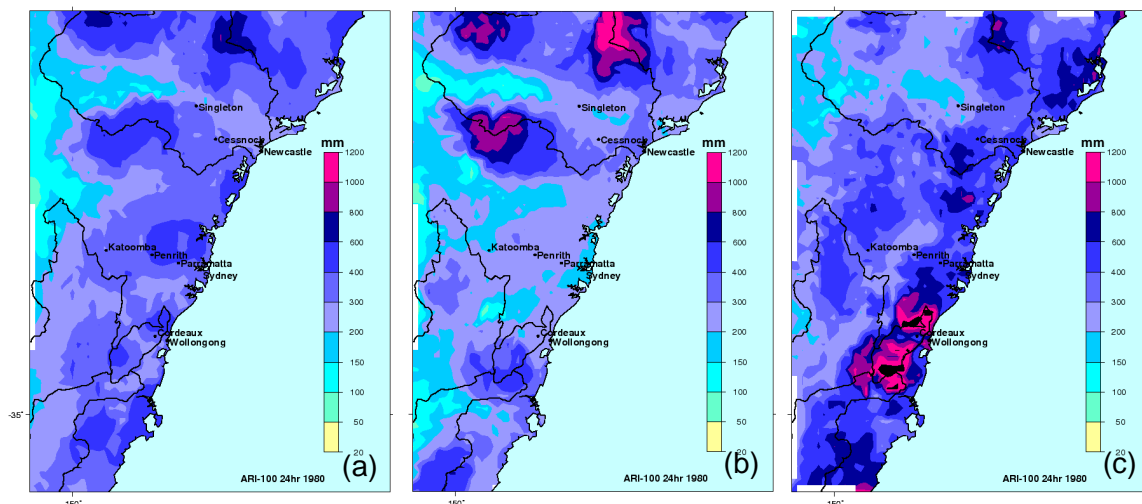 mm
1200
1000
800
600
400
300
200
150
100
50
20
Singleton
Cessnock
Newcastle
Katoomba
Penrith
Parramatta
Sydney
Cordeaux
Wollongong
-35°
150°
ARI-100 24hr 1980
(a)
mm
1200
1000
800
600
400
300
200
150
100
50
20
Singleton
Cessnock
Newcastle
Katoomba
Penrith
Parramatta
Sydney
Cordeaux
Wollongong
150°
ARI-100 24hr 1980
(b)
mm
1200
1000
800
600
400
300
200
150
100
50
20
Singleton
Cessnock
Newcastle
Katoomba
Penrith
Parramatta
Sydney
Cordeaux
Wollongong
150°
ARI-100 24hr 1980
(c)